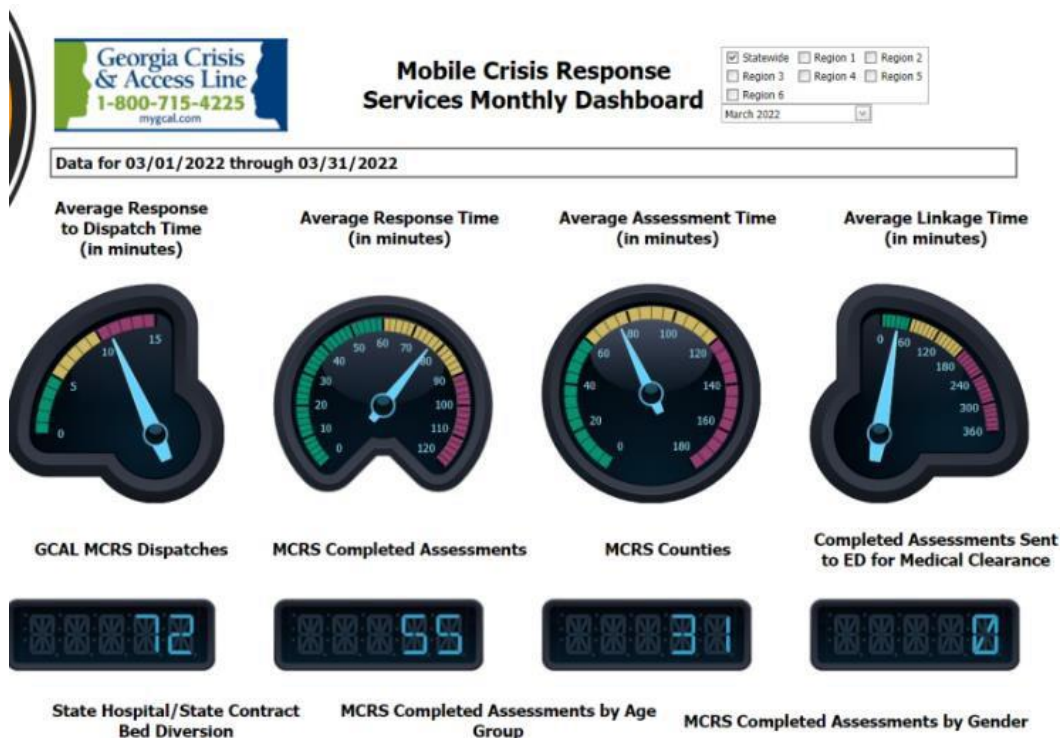 Georgia Crisis
& Access Line
1-800-715-4225
mygcal.com
Mobile Crisis Response
Services Monthly Dashboard
Statewide Region 1 Region 2
Region 3 Region 4 Region 5
Region 6
March 2022
Data for 03/01/2022 through 03/31/2022
Average Response
to Dispatch Time
(in minutes)
Average Response Time
(in minutes)
Average Assessment Time
(in minutes)
Average Linkage Time
(in minutes)
0 5 10 15
0 10 20 30 40 50 60 70 80 90 100 110 120
0 20 40 60 80 100 120 140 160 180
0 60 120 180 240 300 360
GCAL MCRS Dispatches
MCRS Completed Assessments
MCRS Counties
Completed Assessments Sent
to ED for Medical Clearance
72
55
31
0
State Hospital/State Contract
Bed Diversion
MCRS Completed Assessments by Age
Group
MCRS Completed Assessments by Gender